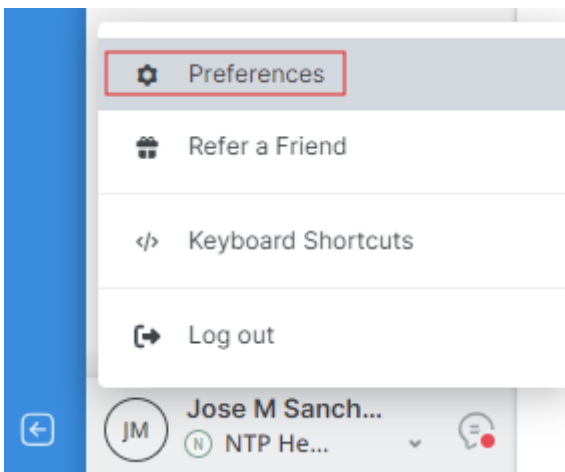 Preferences
Refer a Friend
</> Keyboard Shortcuts
Log out
JM
Jose M Sanch...
N NTP He...